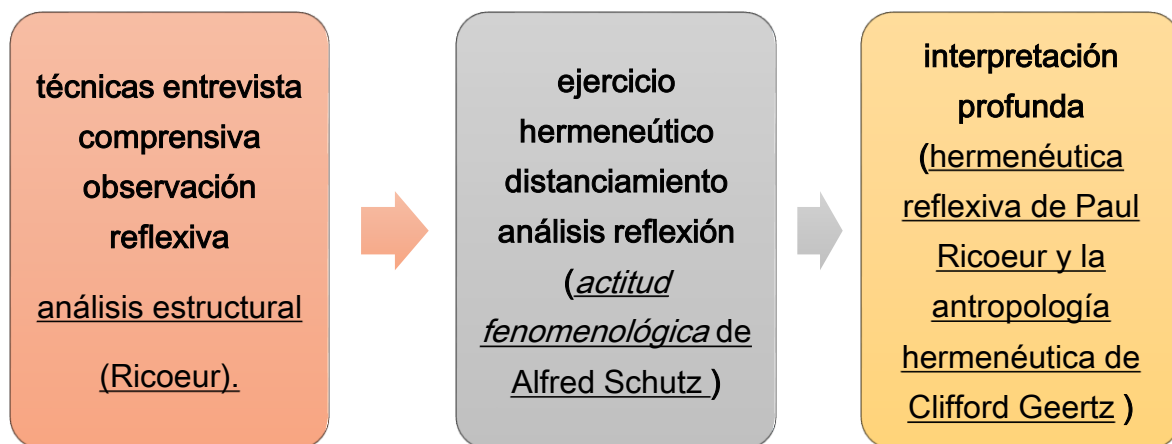 técnicas entrevista
comprensiva
observación
reflexiva
análisis estructural
(Ricoeur).
ejercicio
hermeneútico
distanciamiento
análisis reflexión
(actitud
fenomenológica de
Alfred Schutz )
interpretación
profunda
(hermenéutica
reflexiva de Paul
Ricoeur y la
antropología
hermenéutica de
Clifford Geertz )